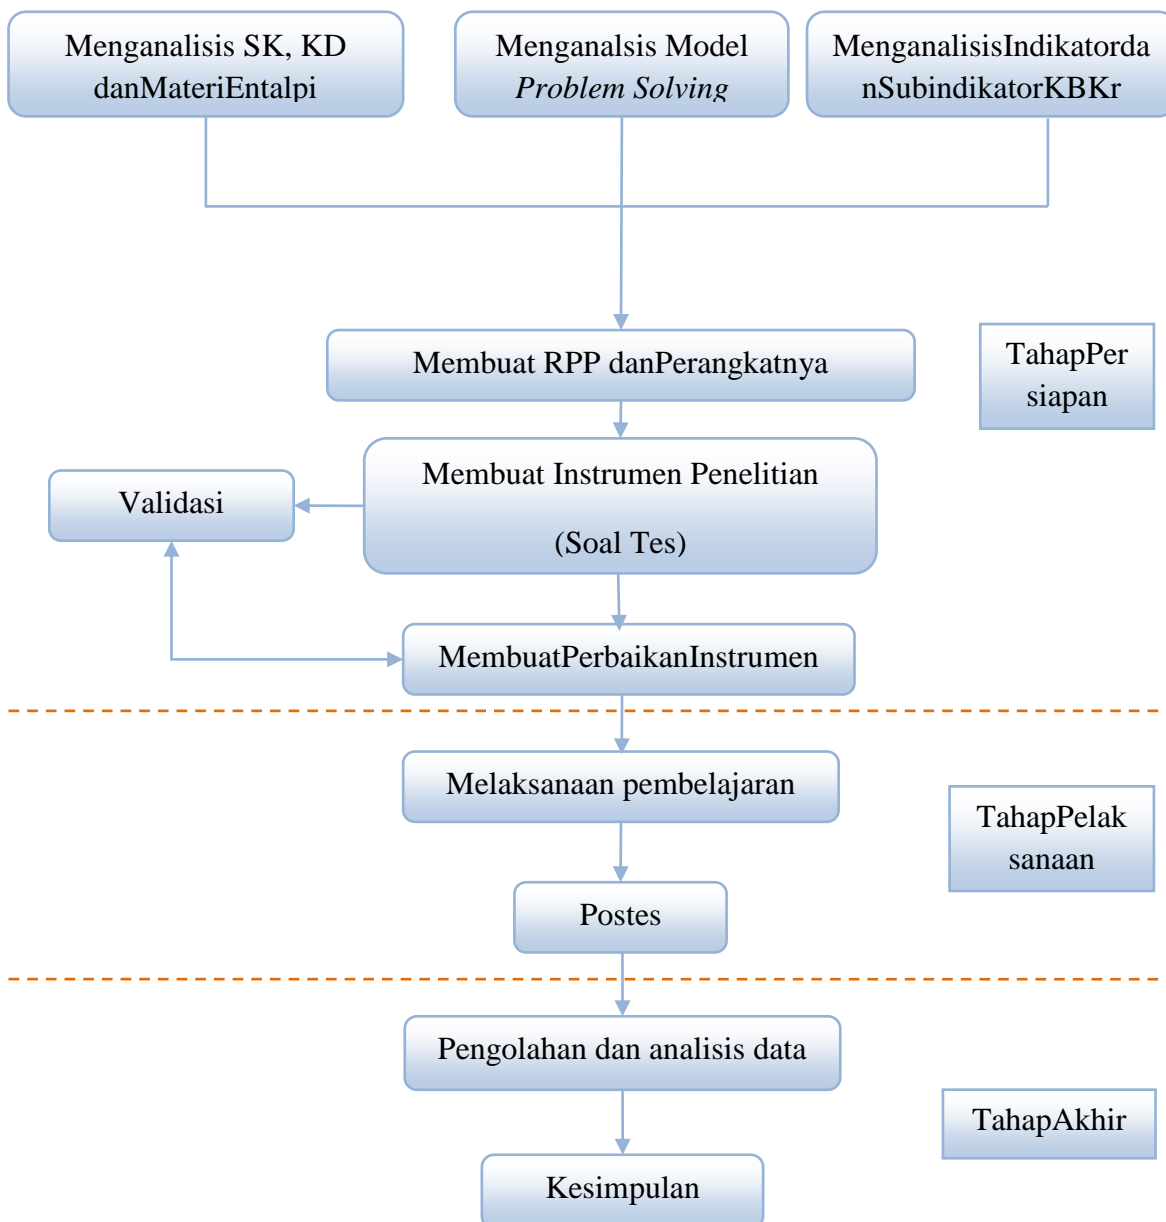 Menganalisis SK, KD
danMateriEntalpi
Menganalsis Model
Problem Solving
MenganalisisIndikatorda
nSubindikatorKBKr
Membuat RPP danPerangkatnya
TahapPer
siapan
Membuat Instrumen Penelitian
(Soal Tes)
Validasi
MembuatPerbaikanInstrumen
Melaksanaan pembelajaran
TahapPelak
sanaan
Postes
Pengolahan dan analisis data
TahapAkhir
Kesimpulan